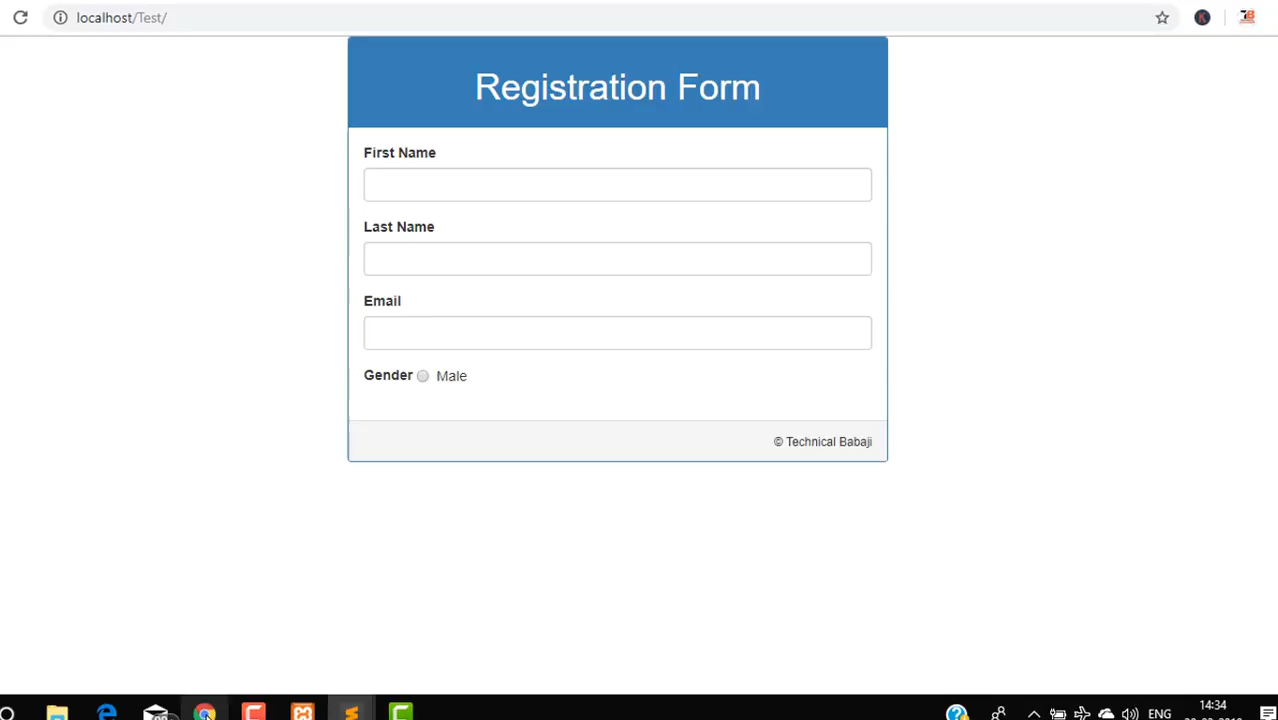 localhost/Test/
Registration Form
First Name
Last Name
Email
Gender Male
© Technical Babaji
14:34
ENG